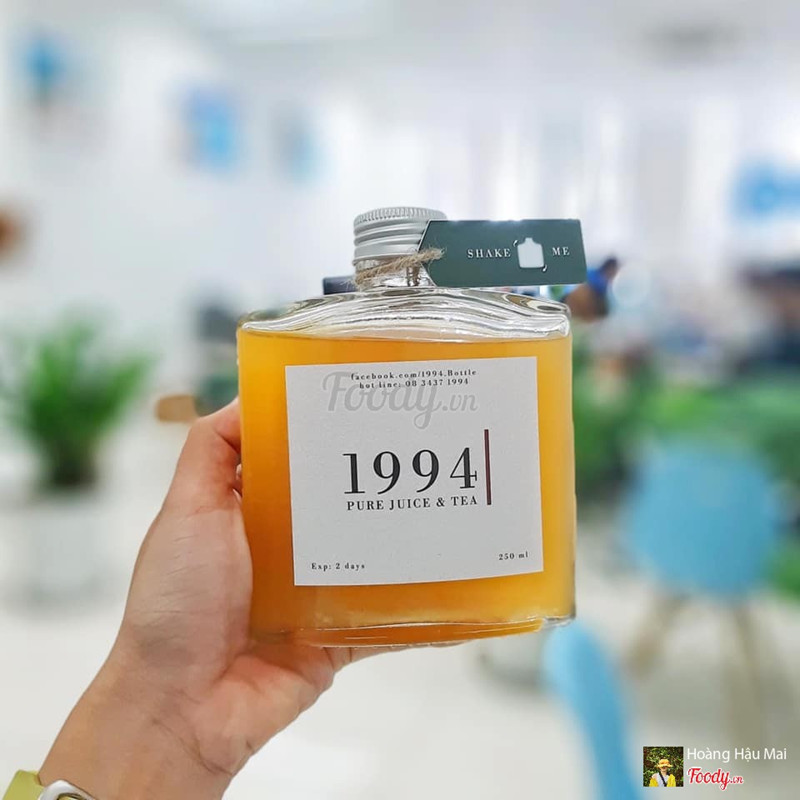 SHAKE ME
facebook.com/1994.Bottle
hot line: 08 3437 1994
Foody.vn
1994
PURE JUICE & TEA
Exp: 2 days
250 ml
Hoàng Hậu Mai
Foody.vn